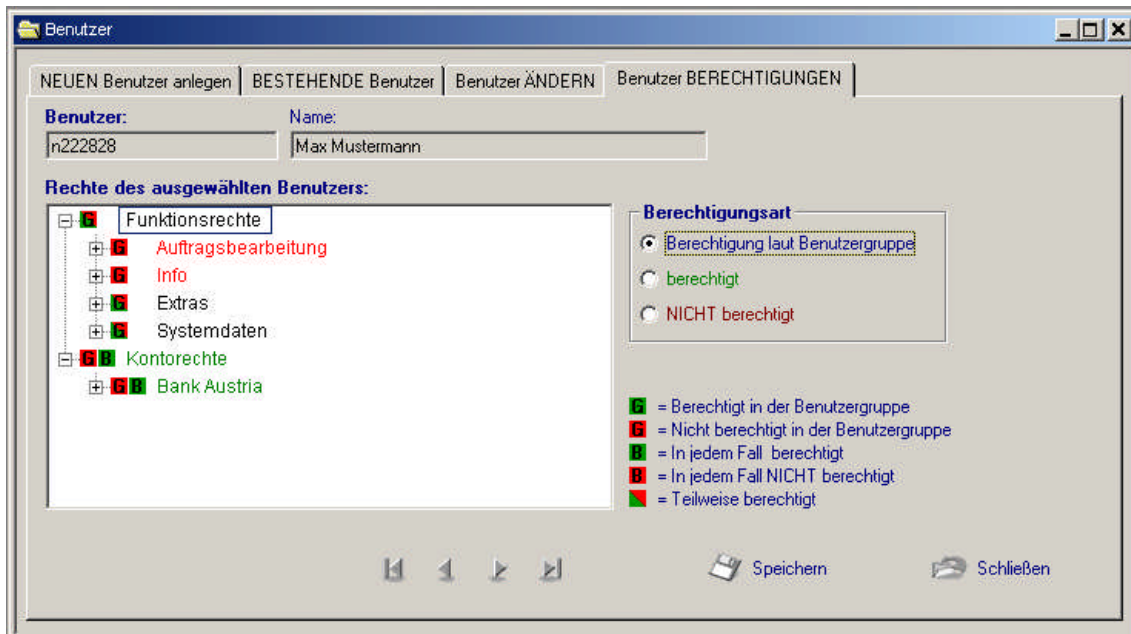 Benutzer
NEUEN Benutzer anlegen BESTEHENDE Benutzer Benutzer ÄNDERN Benutzer BERECHTIGUNGEN
Benutzer: Name:
n222828 Max Mustermann
Rechte des ausgewählten Benutzers:
G Funktionsrechte
G Auftragsbearbeitung
G Info
G Extras
G Systemdaten
G B Kontorechte
G B Bank Austria
Berechtigungsart
Berechtigung laut Benutzergruppe
berechtigt
NICHT berechtigt
G = Berechtigt in der Benutzergruppe
G = Nicht berechtigt in der Benutzergruppe
B = In jedem Fall berechtigt
B = In jedem Fall NICHT berechtigt
= Teilweise berechtigt
Speichern Schließen